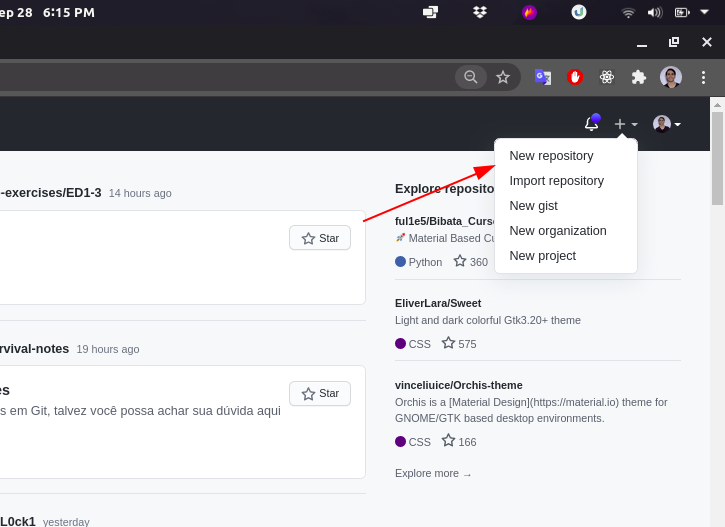 ep 28 6:15 PM
New repository
Import repository
New gist
New organization
New project
-exercises/ED1-3 14 hours ago
Star
rvival-notes 19 hours ago
es
Star
s em Git, talvez você possa achar sua dúvida aqui
L0ck1 yesterday
Explore reposito
ful1e5/Bibata_Curs
Material Based Cu
Python 360
EliverLara/Sweet
Light and dark colorful Gtk3.20+ theme
CSS 575
vinceliuice/Orchis-theme
Orchis is a [Material Design](https://material.io) theme for
GNOME/GTK based desktop environments.
CSS 166
Explore more →